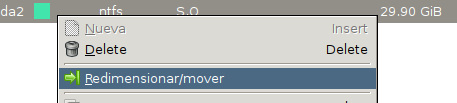 da2 ntfs S.O 29.90 GiB
Nueva Insert
Delete Delete
Redimensionar/mover